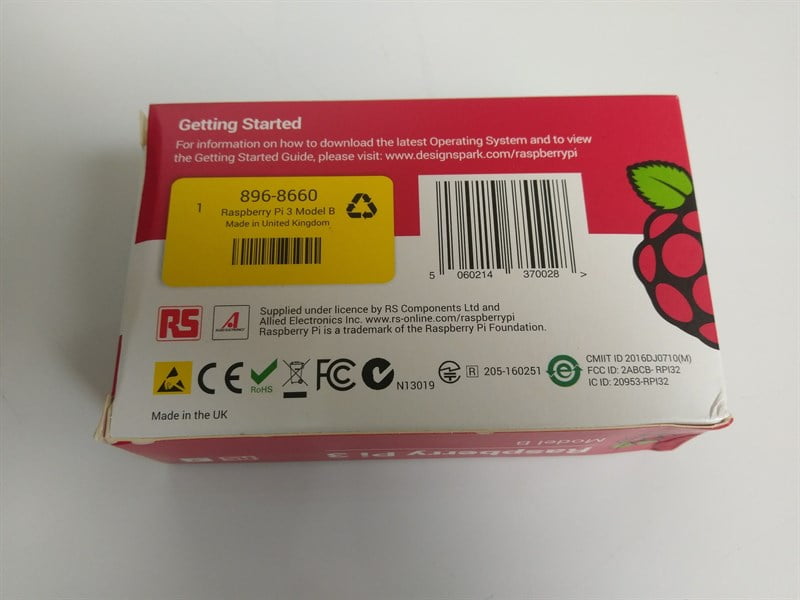 Getting Started
For information on how to download the latest Operating System and to view
the Getting Started Guide, please visit: www.designspark.com/raspberrypi
896-8660
1
Raspberry Pi 3 Model B
Made in United Kingdom
5 060214 370028 >
RS
A
Supplied under licence by RS Components Ltd and
Allied Electronics Inc. www.rs-online.com/raspberrypi
Raspberry Pi is a trademark of the Raspberry Pi Foundation.
CE
RoHS
FC
N13019
R 205-160251
e
CMIIT ID 2016DJ0710(M)
FCC ID: 2ABCB- RPI32
IC ID: 20953-RPI32
Made in the UK
Raspberry Pi 3
Model B
RS